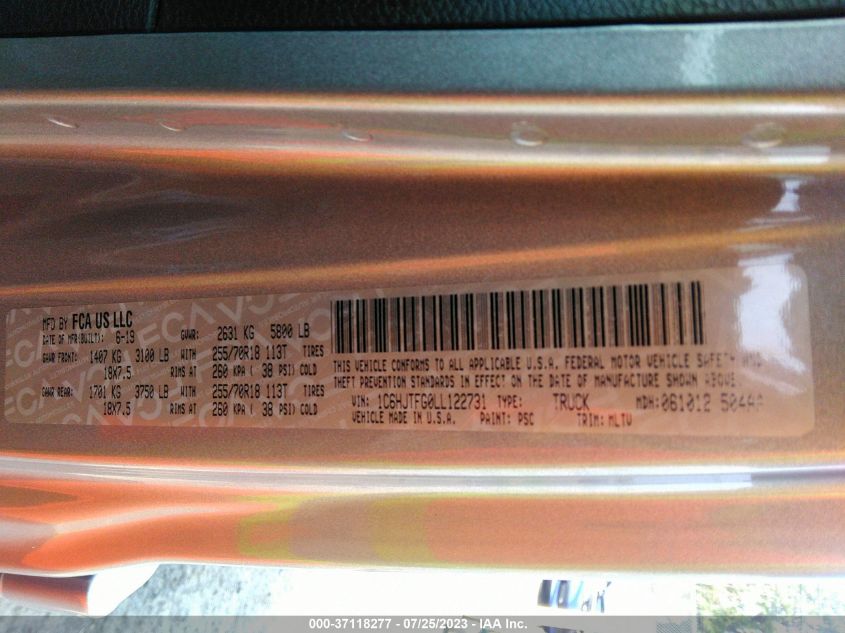 MFD BY FCA US LLC
DATE OF MFR(BUILT): 6-19 GVWR: 2631 KG 5800 LB
GAWR FRONT: 1407 KG 3100 LB WITH 255/70R18 113T TIRES
18X7.5 RIMS AT 260 KPA ( 38 PSI) COLD
GAWR REAR: 1701 KG 3750 LB WITH 255/70R18 113T TIRES
18X7.5 RIMS AT 260 KPA ( 38 PSI) COLD
THIS VEHICLE CONFORMS TO ALL APPLICABLE U.S.A. FEDERAL MOTOR VEHICLE SAFETY AND
THEFT PREVENTION STANDARDS IN EFFECT ON THE DATE OF MANUFACTURE SHOWN ABOVE.
VIN: 1C6HJTFG0LL122731 TYPE: TRUCK MDH: 061012 504AA
VEHICLE MADE IN U.S.A. PAINT: PSC TRIM: MLTV
000-37118277 - 07/25/2023 - IAA Inc.